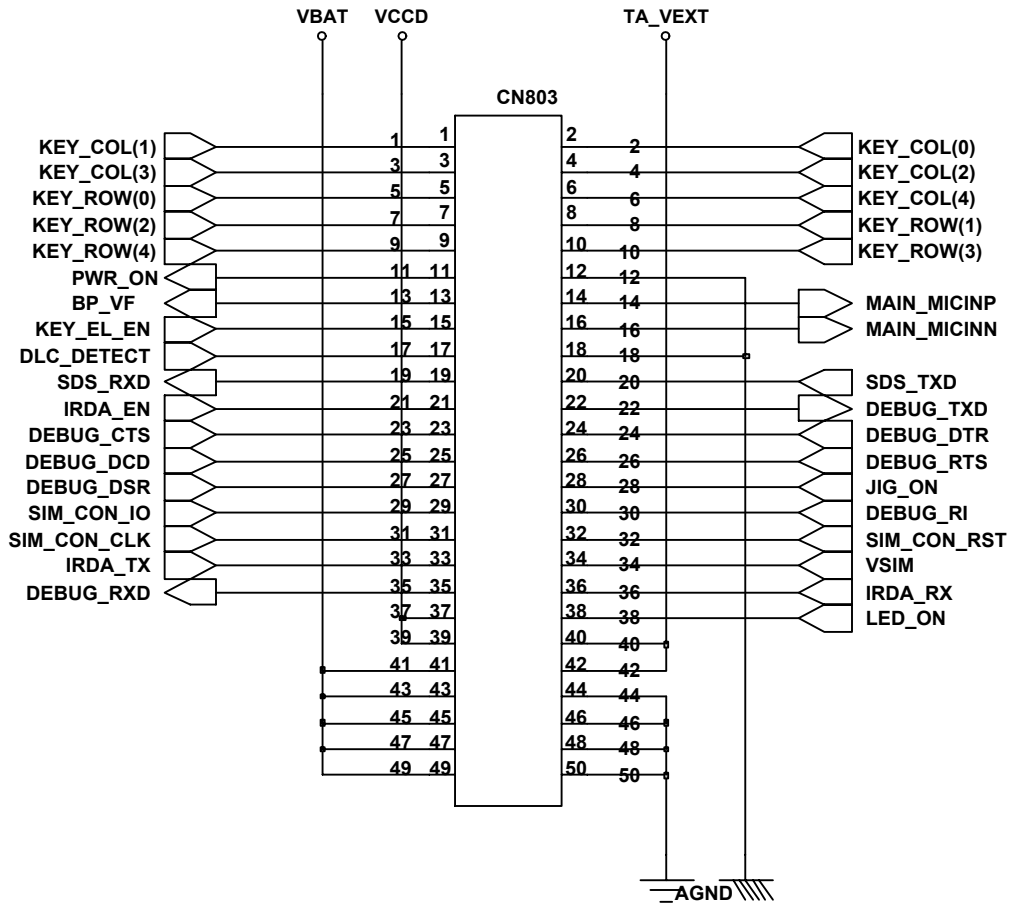 VBAT VCCD TA_VEXT
CN803
KEY_COL(1) 1 1 2 2 KEY_COL(0)
KEY_COL(3) 3 3 4 4 KEY_COL(2)
KEY_ROW(0) 5 5 6 6 KEY_COL(4)
KEY_ROW(2) 7 7 8 8 KEY_ROW(1)
KEY_ROW(4) 9 9 10 10 KEY_ROW(3)
PWR_ON 11 11 12 12
BP_VF 13 13 14 14 MAIN_MICINP
KEY_EL_EN 15 15 16 16 MAIN_MICINN
DLC_DETECT 17 17 18 18
SDS_RXD 19 19 20 20 SDS_TXD
IRDA_EN 21 21 22 22 DEBUG_TXD
DEBUG_CTS 23 23 24 24 DEBUG_DTR
DEBUG_DCD 25 25 26 26 DEBUG_RTS
DEBUG_DSR 27 27 28 28 JIG_ON
SIM_CON_IO 29 29 30 30 DEBUG_RI
SIM_CON_CLK 31 31 32 32 SIM_CON_RST
IRDA_TX 33 33 34 34 VSIM
DEBUG_RXD 35 35 36 36 IRDA_RX
37 37 38 38 LED_ON
39 39 40 40
41 41 42 42
43 43 44 44
45 45 46 46
47 47 48 48
49 49 50 50
AGND